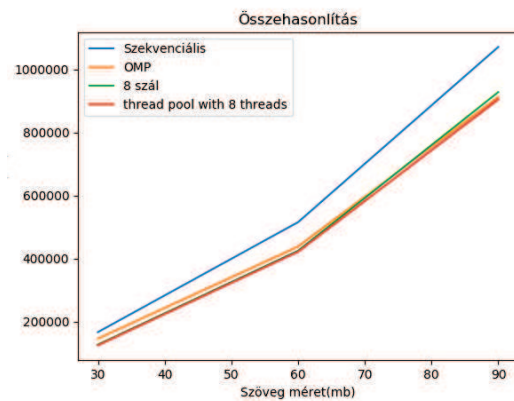 Összehasonlítás
Szekvenciális
OMP
8 szál
thread pool with 8 threads
1000000
800000
600000
400000
200000
30 40 50 60 70 80 90
Szöveg méret(mb)